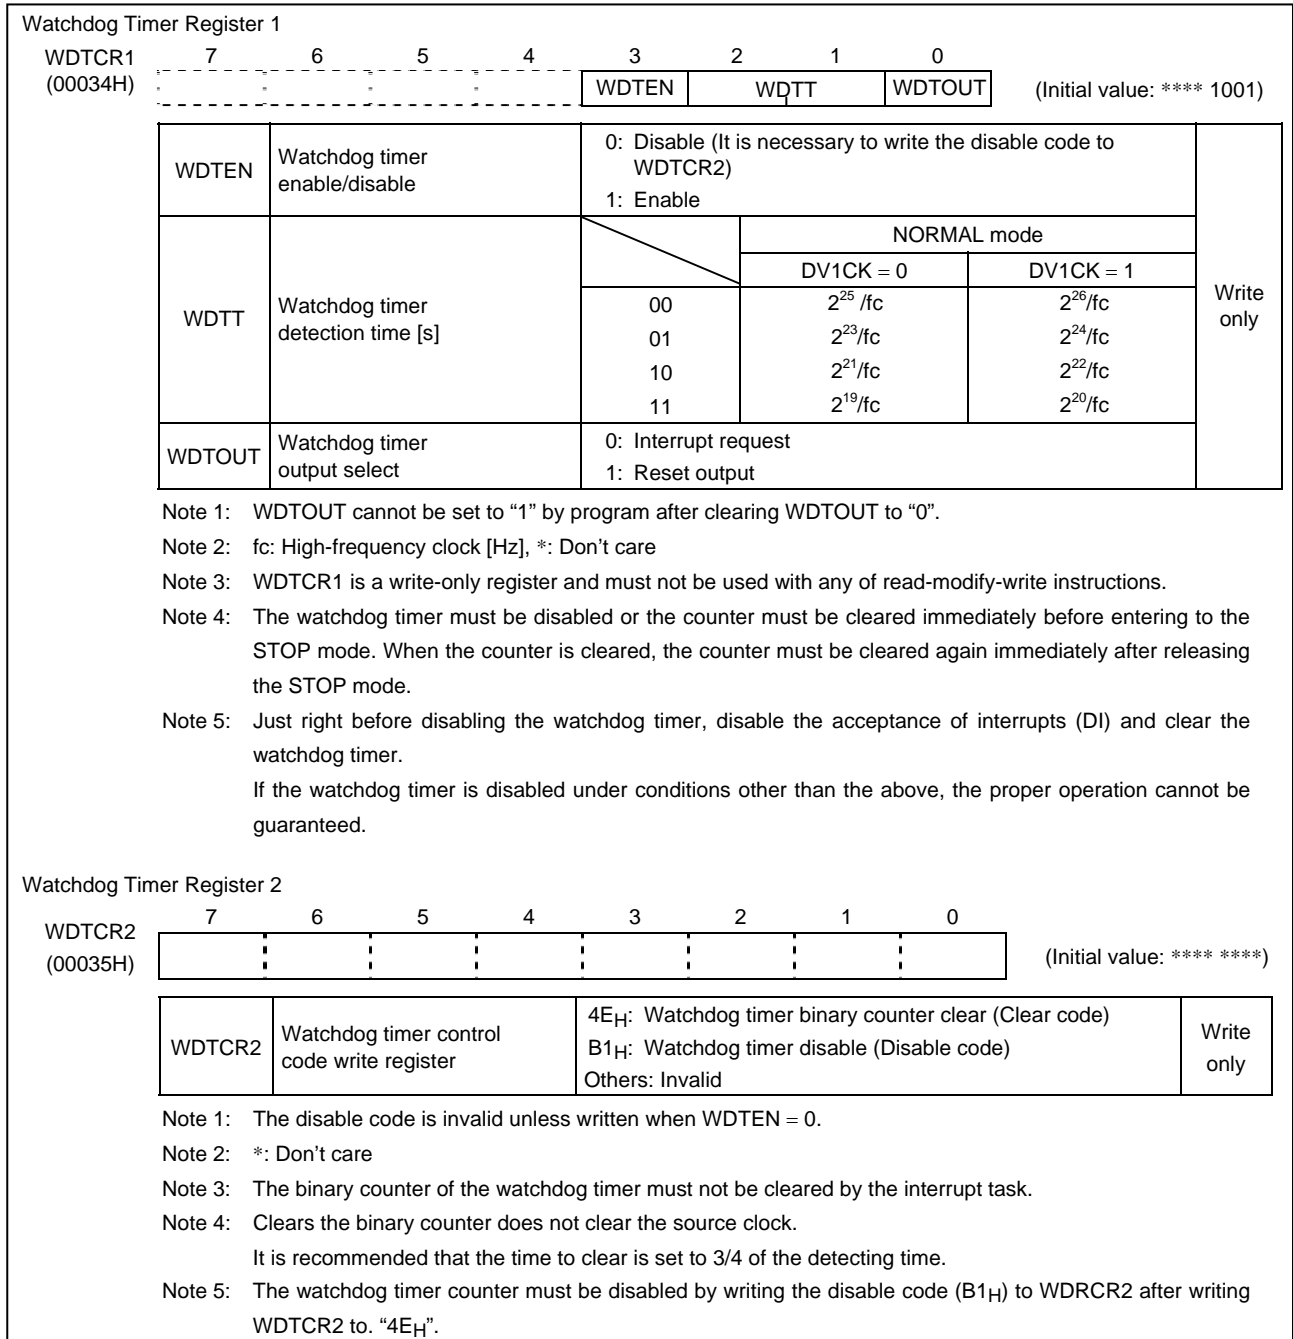 Watchdog Timer Register 1
WDTCR1 7 6 5 4 3 2 1 0
(00034H) WDTEN WDTT WDTOUT (Initial value: **** 1001)
WDTEN Watchdog timer enable/disable 0: Disable (It is necessary to write the disable code to
WDTCR2)
1: Enable
Write only
WDTT Watchdog timer detection time [s] NORMAL mode
DV1CK = 0 DV1CK = 1
00 2^25 /fc 2^26/fc
01 2^23/fc 2^24/fc
10 2^21/fc 2^22/fc
11 2^19/fc 2^20/fc
WDTOUT Watchdog timer output select 0: Interrupt request
1: Reset output
Note 1: WDTOUT cannot be set to “1” by program after clearing WDTOUT to “0”.
Note 2: fc: High-frequency clock [Hz], *: Don’t care
Note 3: WDTCR1 is a write-only register and must not be used with any of read-modify-write instructions.
Note 4: The watchdog timer must be disabled or the counter must be cleared immediately before entering to the
STOP mode. When the counter is cleared, the counter must be cleared again immediately after releasing
the STOP mode.
Note 5: Just right before disabling the watchdog timer, disable the acceptance of interrupts (DI) and clear the
watchdog timer.
If the watchdog timer is disabled under conditions other than the above, the proper operation cannot be
guaranteed.
Watchdog Timer Register 2
WDTCR2 7 6 5 4 3 2 1 0
(00035H) (Initial value: **** ****)
WDTCR2 Watchdog timer control code write register 4EH: Watchdog timer binary counter clear (Clear code)
B1H: Watchdog timer disable (Disable code)
Others: Invalid
Write only
Note 1: The disable code is invalid unless written when WDTEN = 0.
Note 2: *: Don’t care
Note 3: The binary counter of the watchdog timer must not be cleared by the interrupt task.
Note 4: Clears the binary counter does not clear the source clock.
It is recommended that the time to clear is set to 3/4 of the detecting time.
Note 5: The watchdog timer counter must be disabled by writing the disable code (B1H) to WDRCR2 after writing
WDTCR2 to. “4EH”.